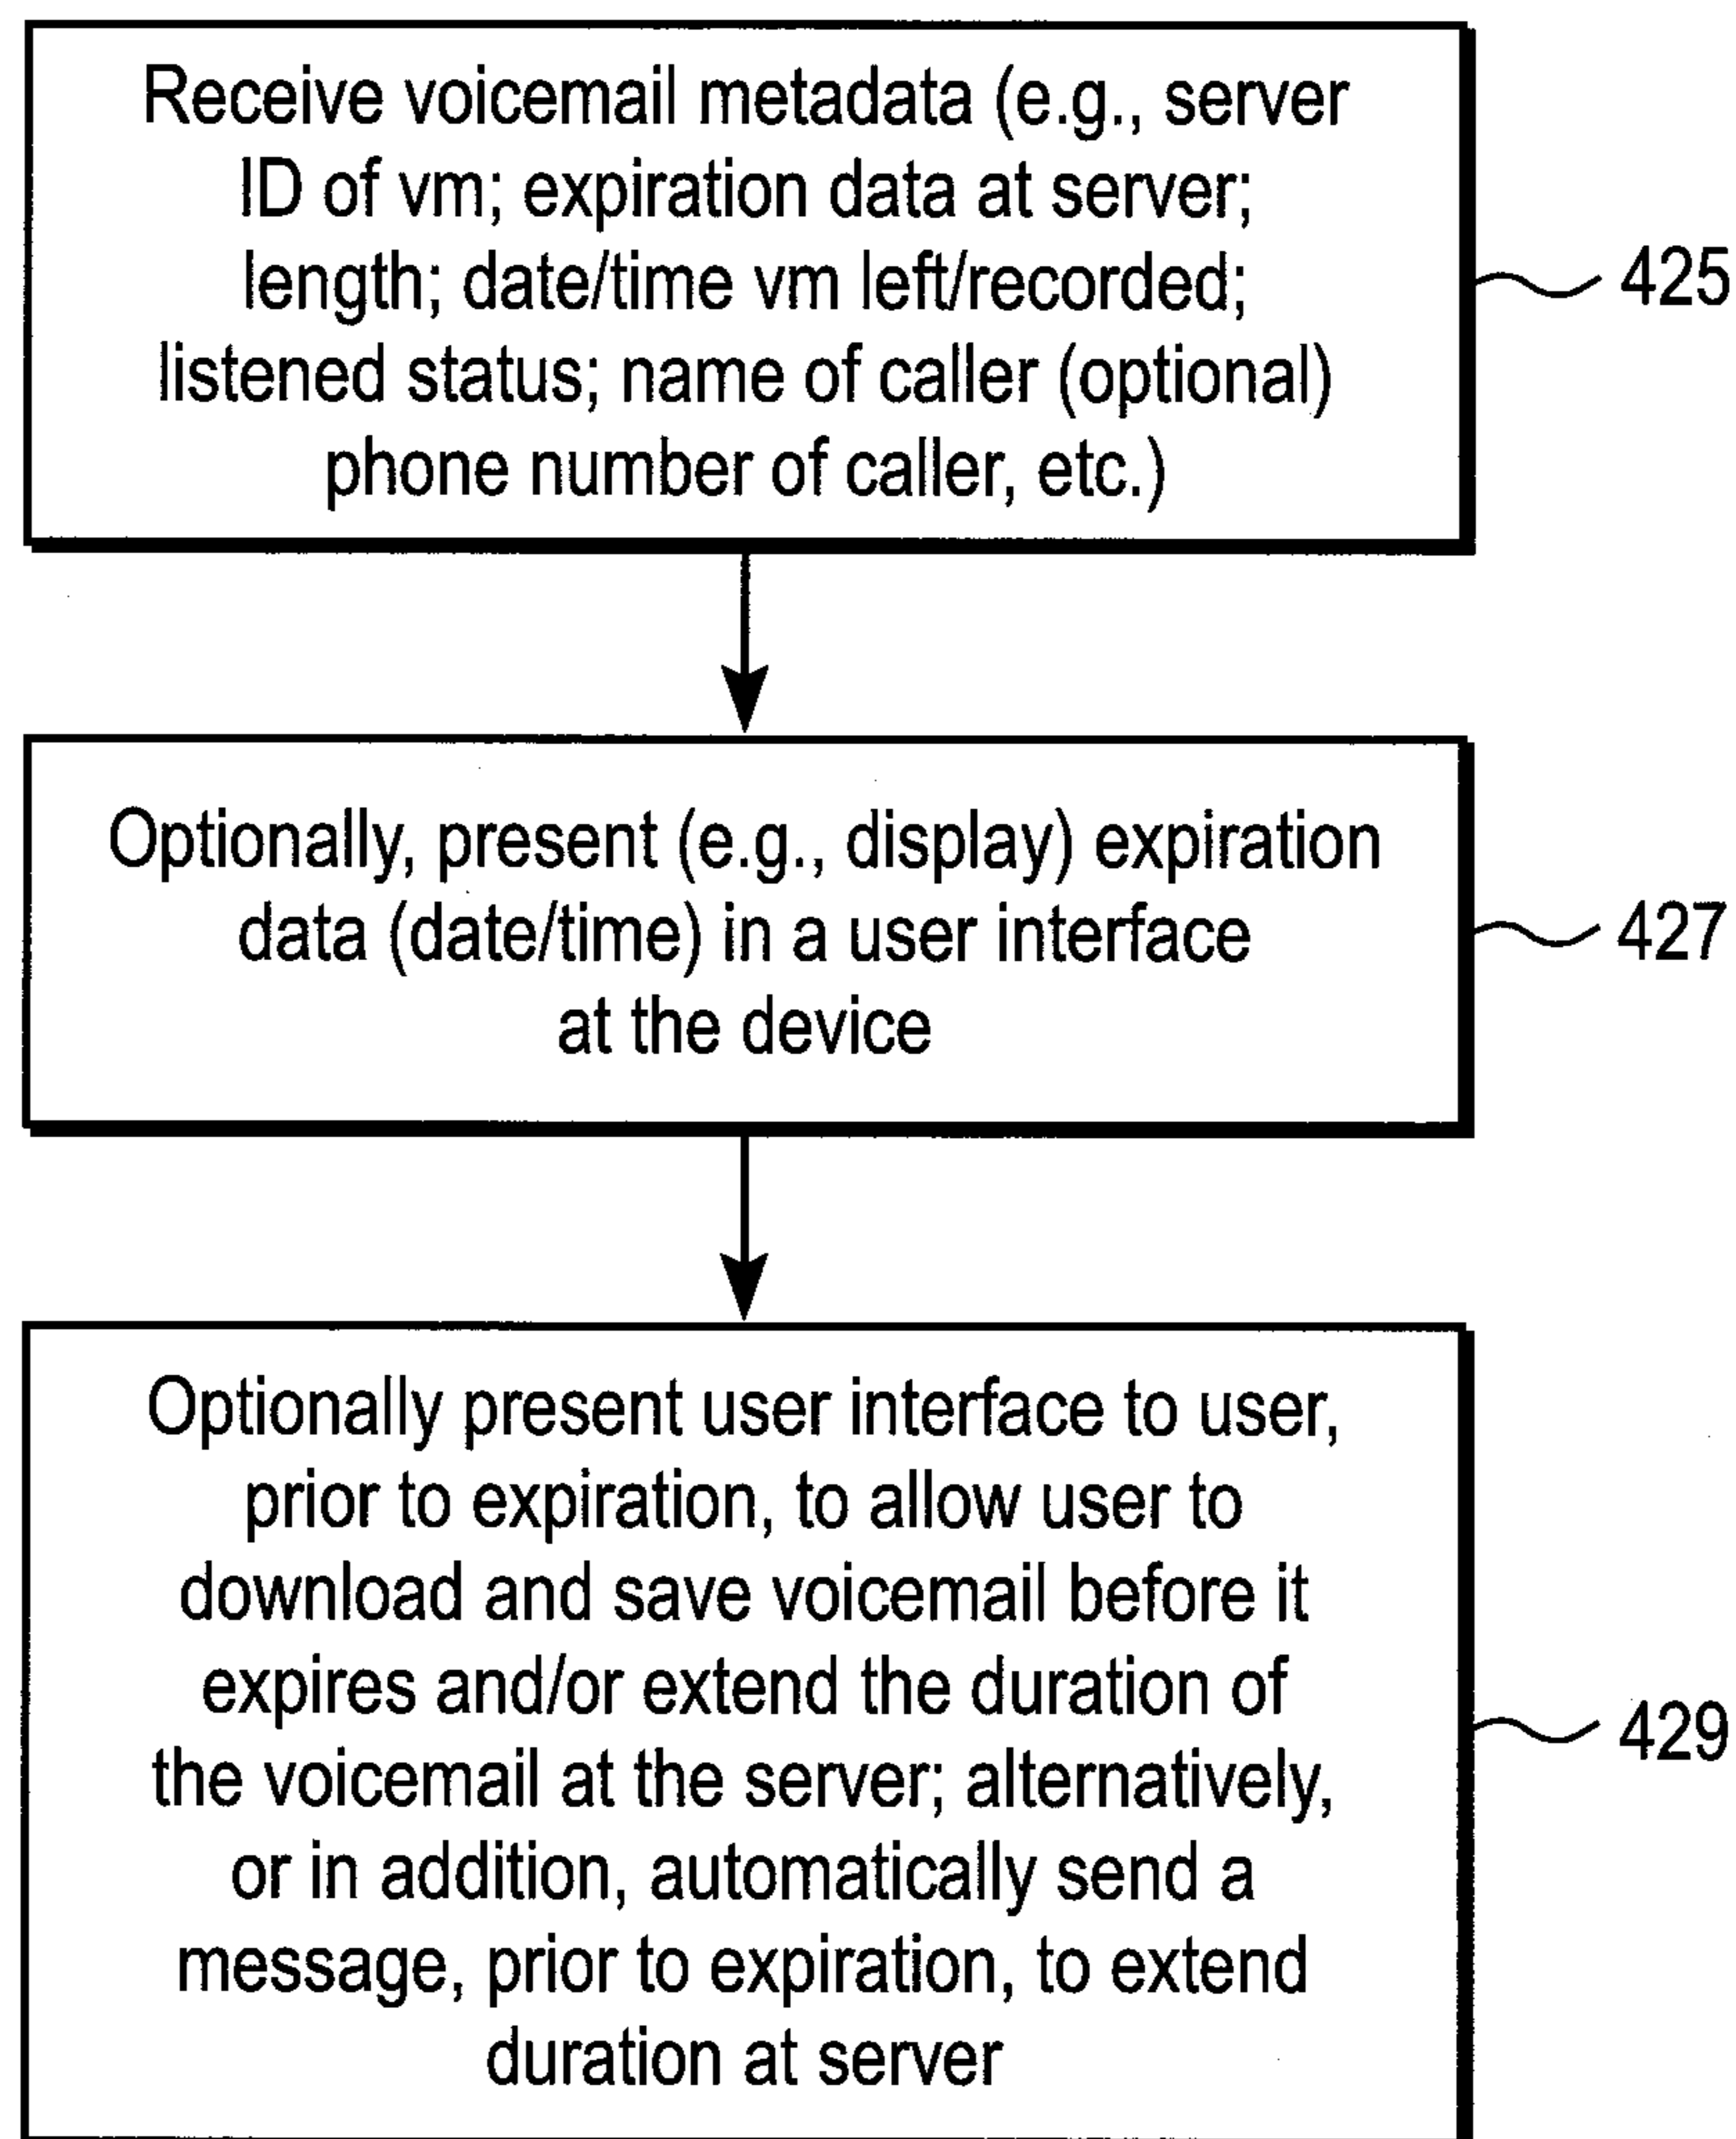 Receive voicemail metadata (e.g., server
ID of vm; expiration data at server;
length; date/time vm left/recorded;
listened status; name of caller (optional)
phone number of caller, etc.)
425
Optionally, present (e.g., display) expiration
data (date/time) in a user interface
at the device
427
Optionally present user interface to user,
prior to expiration, to allow user to
download and save voicemail before it
expires and/or extend the duration of
the voicemail at the server; alternatively,
or in addition, automatically send a
message, prior to expiration, to extend
duration at server
429